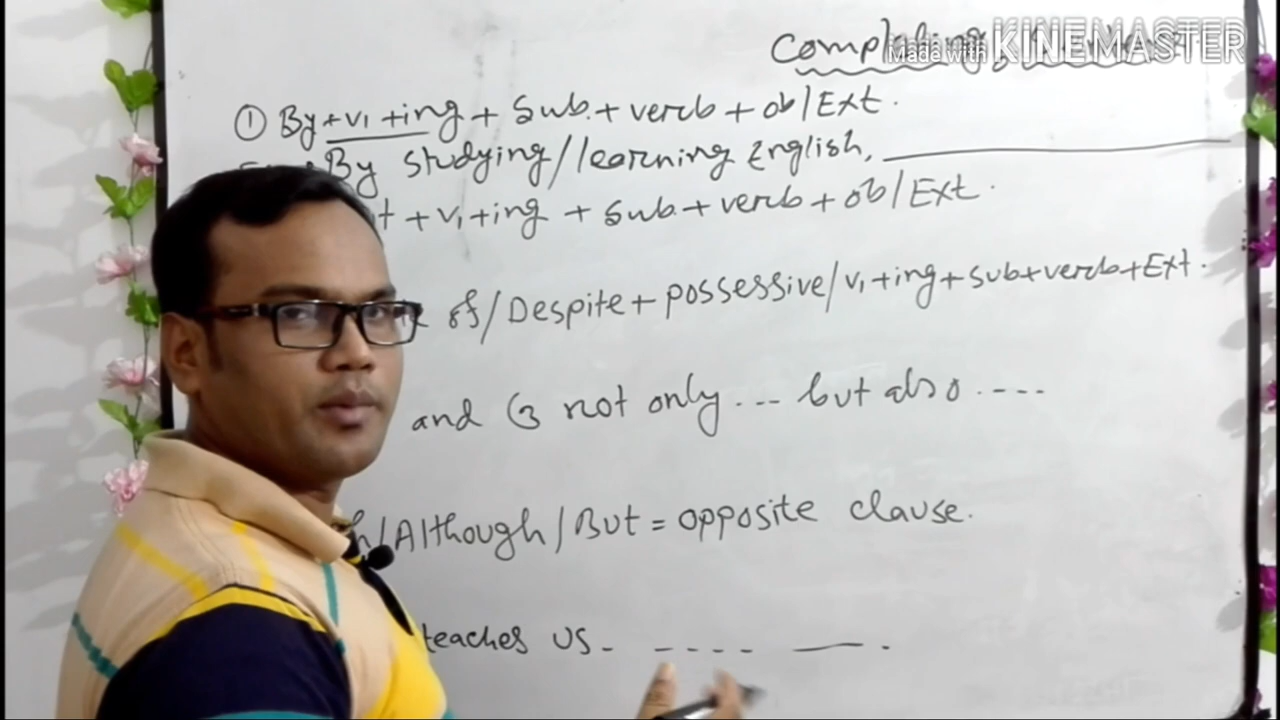 Completing
Made with KINEMASTER
① By + v1 + ing + Sub. + verb + ob/Ext.
By studying/learning English, ___
t + v1 + ing + sub. + verb + ob/Ext.
of/Despite + possessive/v1 + ing + sub + verb + Ext.
and (3 not only... but also ----
h/Although/But = opposite clause.
teaches us- ---- —.